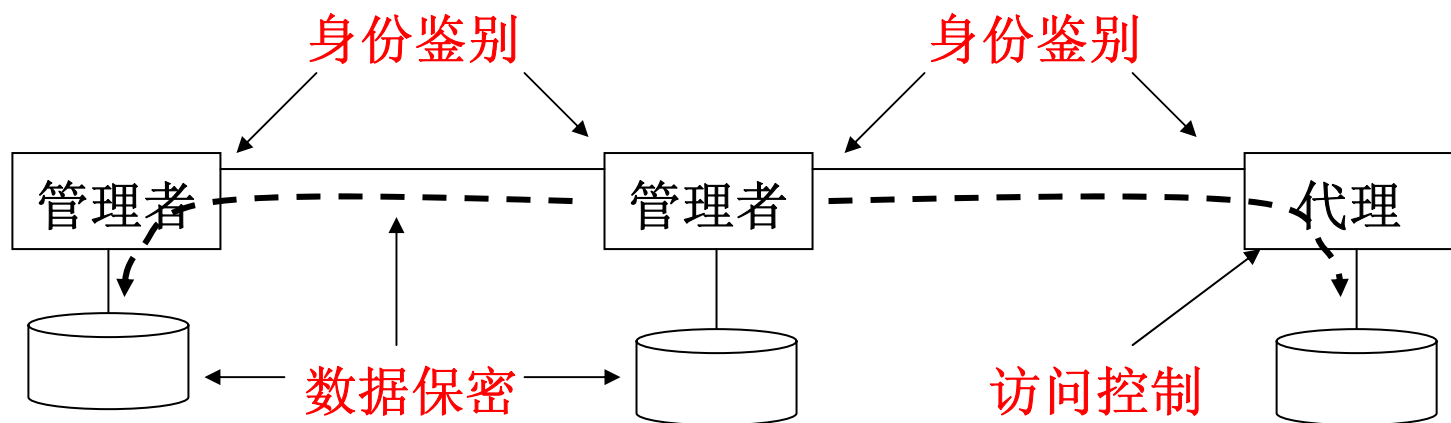 身份鉴别 身份鉴别
管理者 管理者 代理
数据保密 访问控制